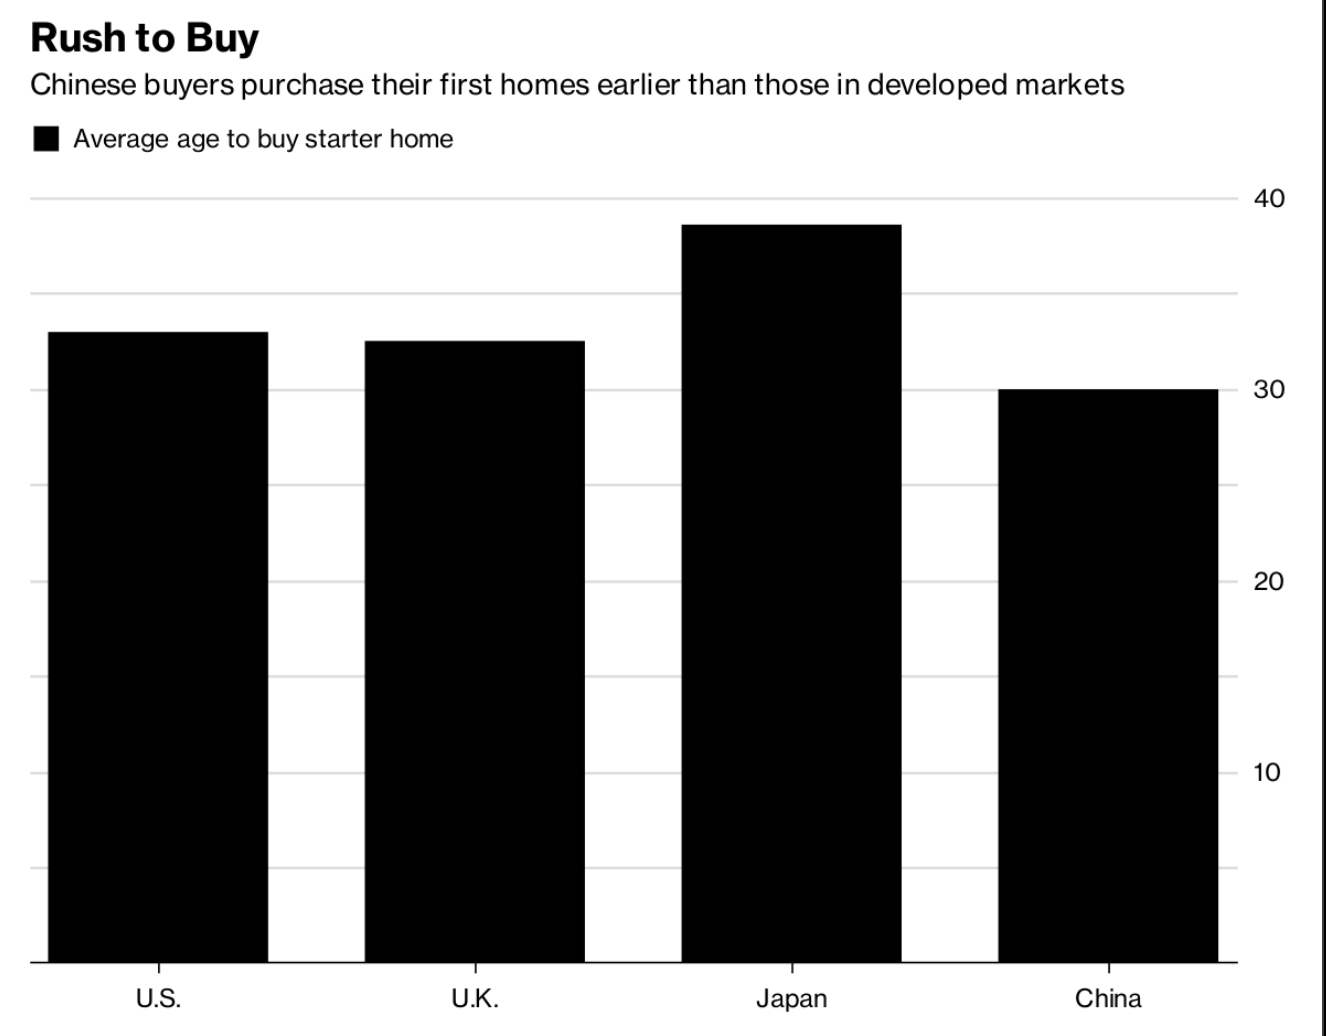 Rush to Buy
Chinese buyers purchase their first homes earlier than those in developed markets
Average age to buy starter home
40
30
20
10
U.S.
U.K.
Japan
China